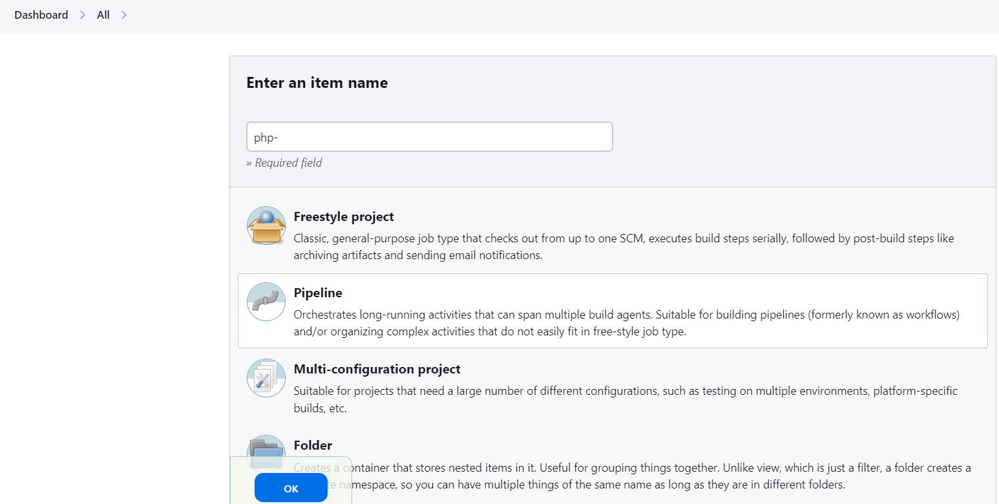 Dashboard > All >
Enter an item name
php-
» Required field
Freestyle project
Classic, general-purpose job type that checks out from up to one SCM, executes build steps serially, followed by post-build steps like
archiving artifacts and sending email notifications.
Pipeline
Orchestrates long-running activities that can span multiple build agents. Suitable for building pipelines (formerly known as workflows)
and/or organizing complex activities that do not easily fit in free-style job type.
Multi-configuration project
Suitable for projects that need a large number of different configurations, such as testing on multiple environments, platform-specific
builds, etc.
Folder
Creates a container that stores nested items in it. Useful for grouping things together. Unlike view, which is just a filter, a folder creates a
namespace, so you can have multiple things of the same name as long as they are in different folders.
OK